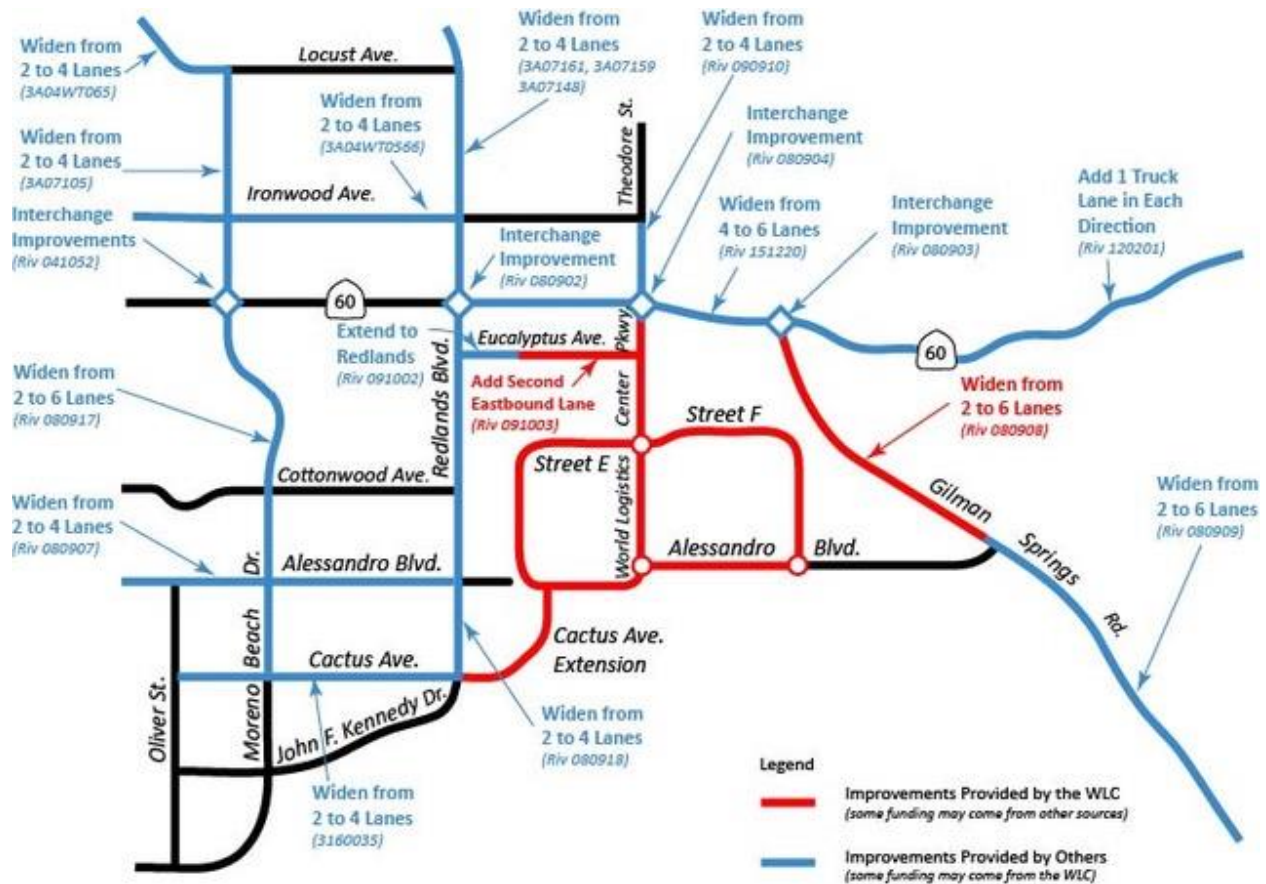 Widen from
2 to 4 Lanes
(3A04WT065)
Locust Ave.
Widen from
2 to 4 Lanes
(3A07161, 3A07159
3A07148)
Widen from
2 to 4 Lanes
(Riv 090910)
Widen from
2 to 4 Lanes
(3A04WT0566)
Theodore St.
Interchange
Improvement
(Riv 080904)
Widen from
2 to 4 Lanes
(3A07105)
Ironwood Ave.
Widen from
4 to 6 Lanes
(Riv 151220)
Interchange
Improvement
(Riv 080903)
Add 1 Truck
Lane in Each
Direction
(Riv 120201)
Interchange
Improvements
(Riv 041052)
Interchange
Improvement
(Riv 080902)
60
60
Extend to
Redlands
(Riv 091002)
Eucalyptus Ave.
Add Second
Eastbound Lane
(Riv 091003)
Redlands Blvd.
World Logistics Center Pkwy
Widen from
2 to 6 Lanes
(Riv 080917)
Widen from
2 to 6 Lanes
(Riv 080908)
Street F
Street E
Cottonwood Ave.
Gilman Springs Rd.
Widen from
2 to 6 Lanes
(Riv 080909)
Widen from
2 to 4 Lanes
(Riv 080907)
Alessandro Blvd.
Alessandro Blvd.
Moreno Beach Dr.
Cactus Ave.
Cactus Ave.
Extension
Oliver St.
John F. Kennedy Dr.
Widen from
2 to 4 Lanes
(Riv 080918)
Widen from
2 to 4 Lanes
(3160035)
Legend
Improvements Provided by the WLC
(some funding may come from other sources)
Improvements Provided by Others
(some funding may come from the WLC)